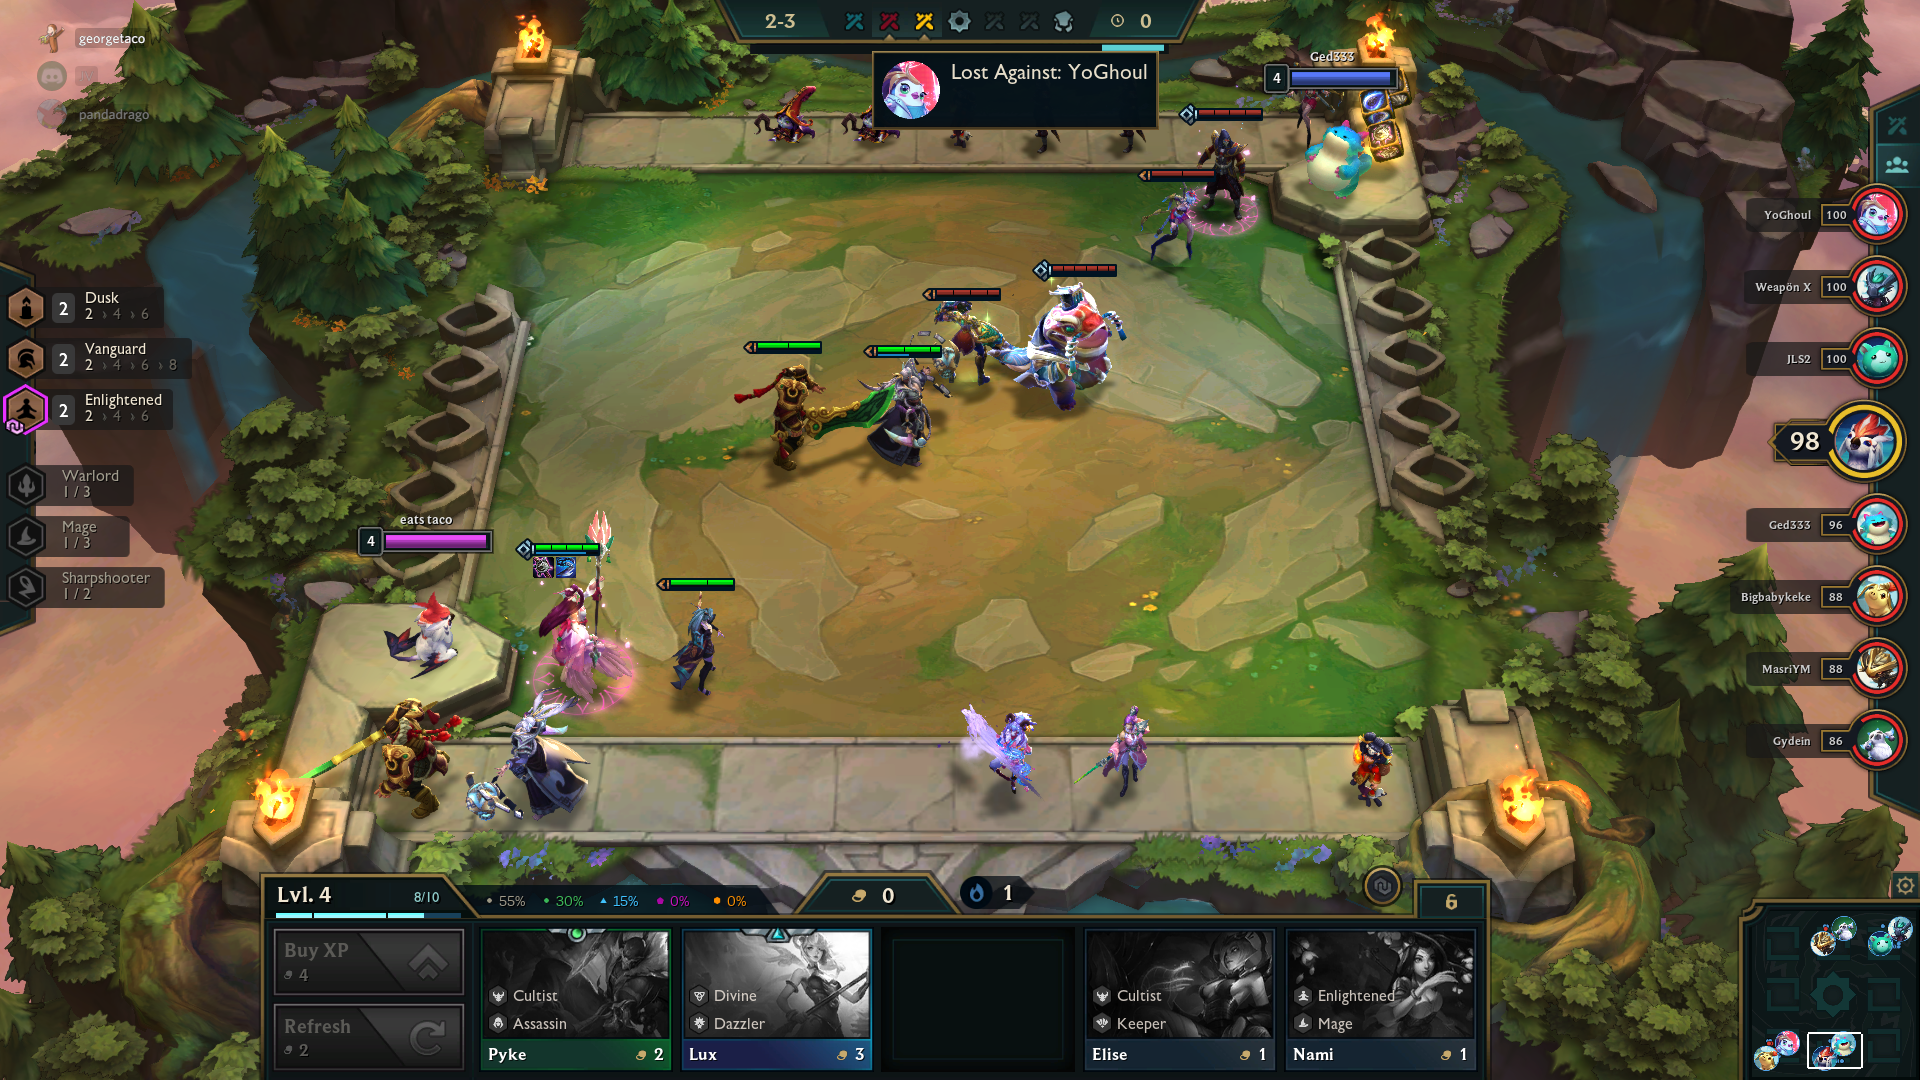 georgetaco
pandadrago
2-3
0
Lost Against: YoGhoul
Ged333
4
YoGhoul 100
Weapön X 100
JLS2 100
98
Ged333 96
Bigbabykeke 88
MasriYM 88
Gydein 86
2 Dusk
2 › 4 › 6
2 Vanguard
2 › 4 › 6 › 8
2 Enlightened
2 › 4 › 6
Warlord
1 / 3
Mage
1 / 3
Sharpshooter
1 / 2
eats taco
4
Lvl. 4
8/10
55% 30% 15% 0% 0%
0
1
6
Buy XP
4
Refresh
2
Cultist
Assassin
Pyke 2
Divine
Dazzler
Lux 3
Cultist
Keeper
Elise 1
Enlightened
Mage
Nami 1